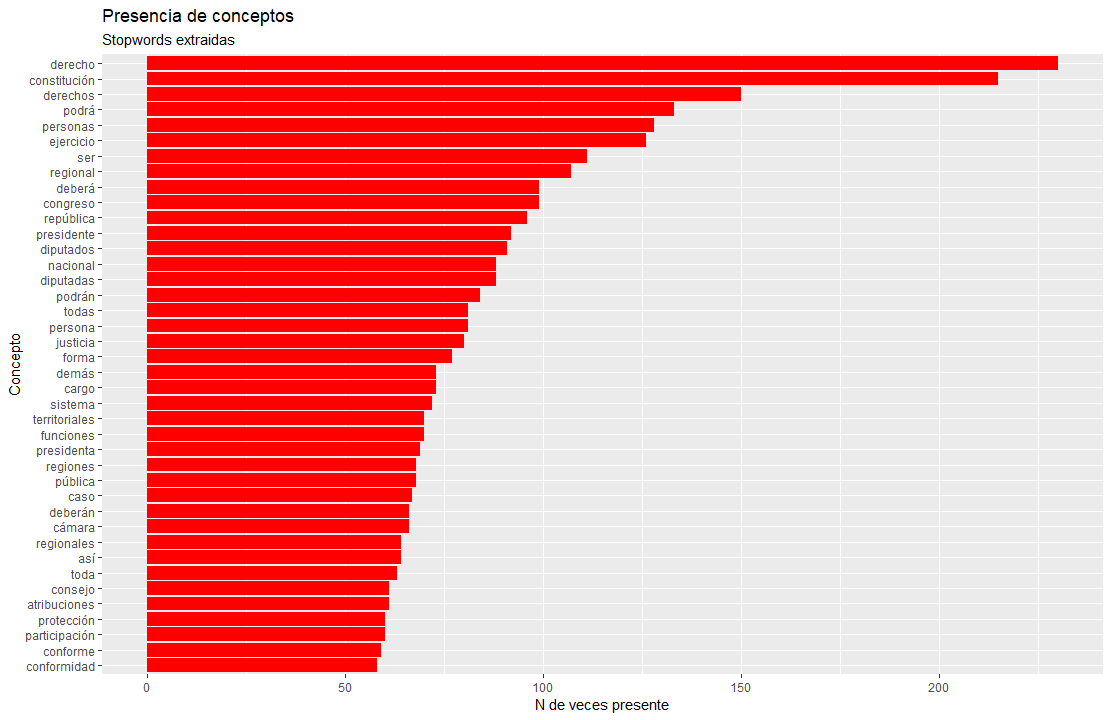 Presencia de conceptos
Stopwords extraidas
derecho
constitución
derechos
podrá
personas
ejercicio
ser
regional
deberá
congreso
república
presidente
diputados
nacional
diputadas
podrán
todas
persona
justicia
forma
demás
cargo
sistema
territoriales
funciones
presidenta
regiones
pública
caso
deberán
cámara
regionales
así
toda
consejo
atribuciones
protección
participación
conforme
conformidad
Concepto
0 50 100 150 200
N de veces presente